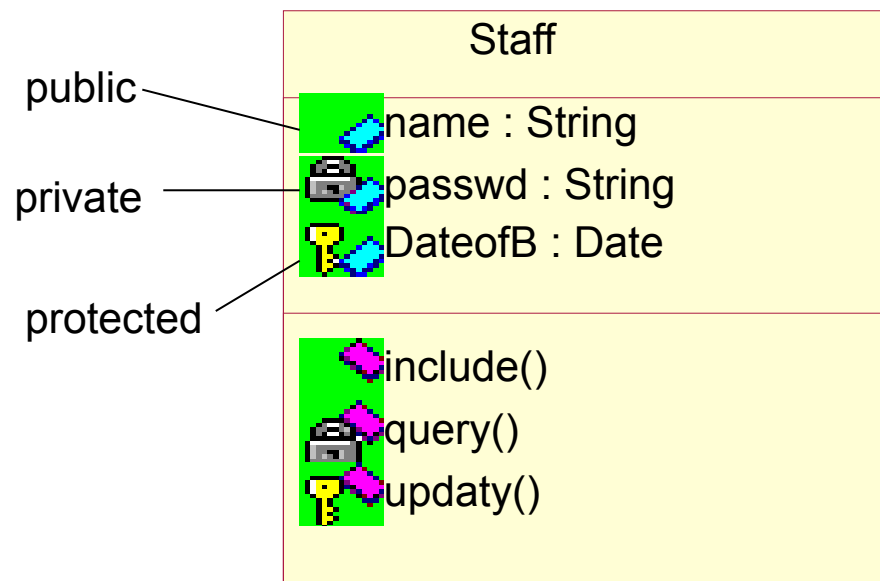 Staff
public
name : String
private
passwd : String
DateofB : Date
protected
include()
query()
updaty()